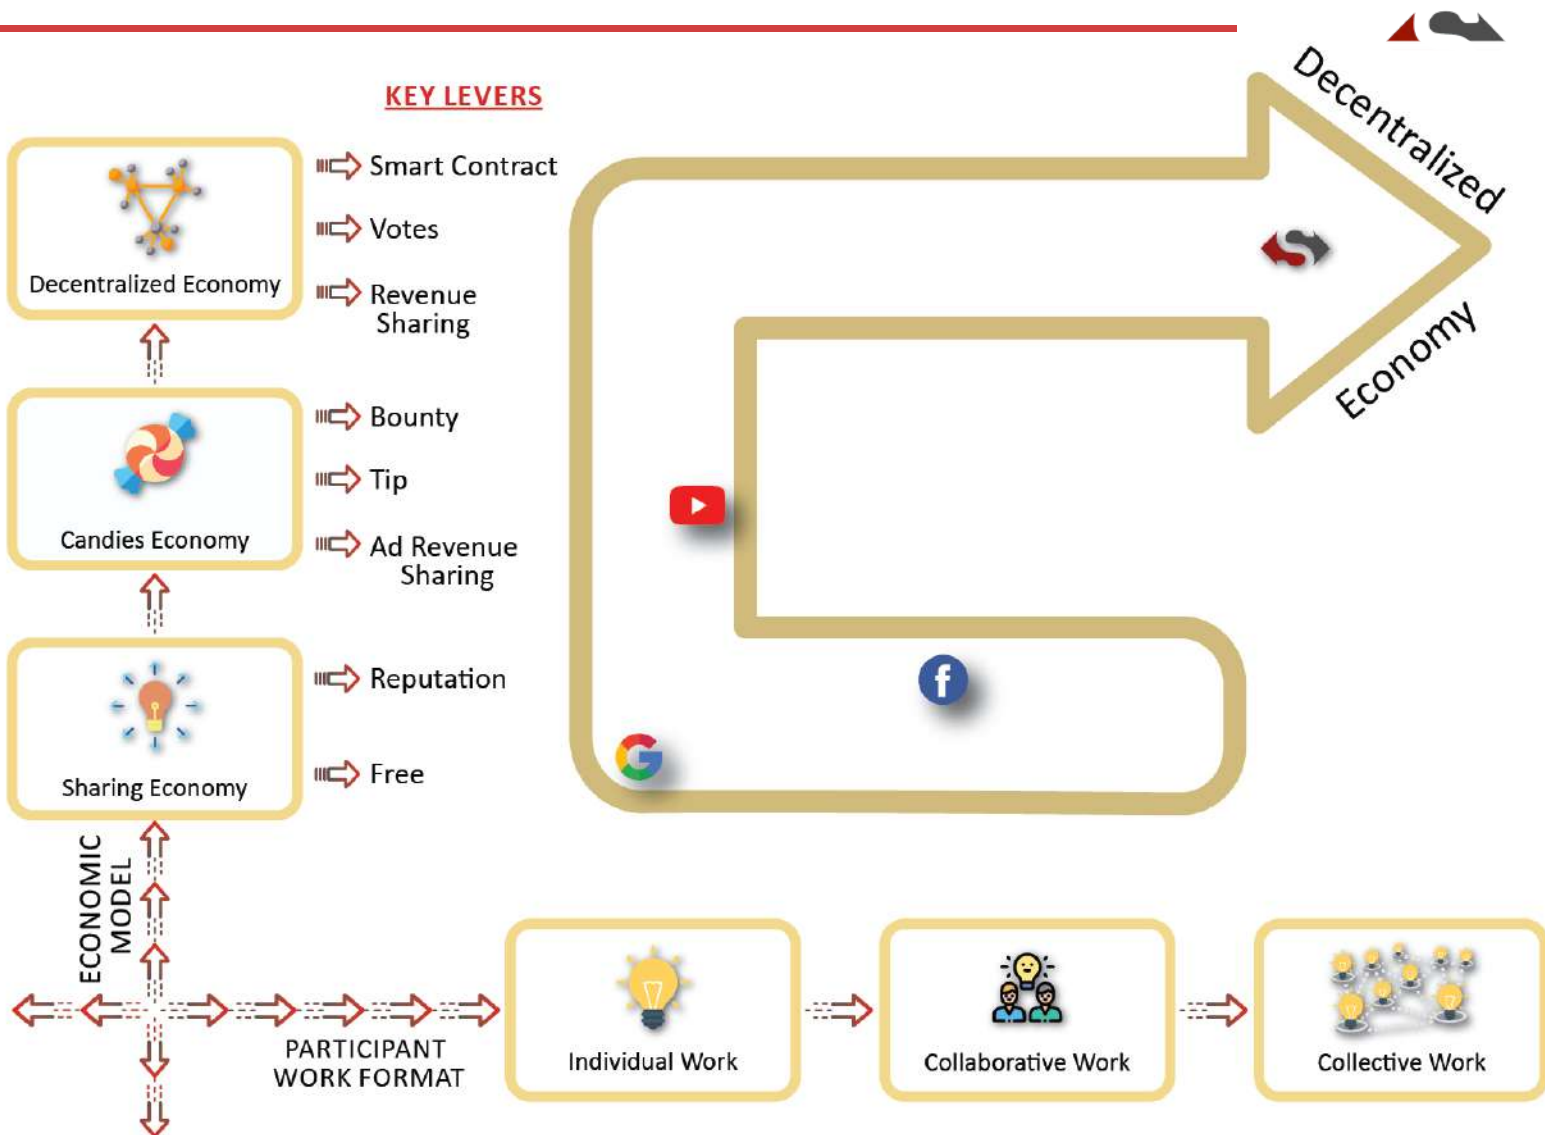 KEY LEVERS
Decentralized
Economy
Smart Contract
Votes
Revenue
Sharing
Decentralized Economy
Bounty
Tip
Ad Revenue
Sharing
Candies Economy
Reputation
Free
Sharing Economy
f
G
ECONOMIC
MODEL
PARTICIPANT
WORK FORMAT
Individual Work
Collaborative Work
Collective Work